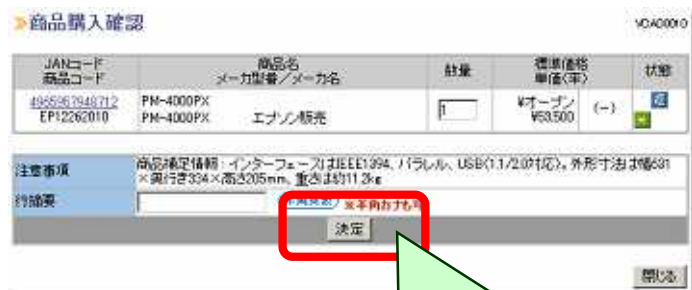 »商品購入確認
VCAD0010
JANコード
商品コード
商品名
メーカ型番／メーカ名
数量
標準価格
単価(率)
状態
4965957948712
EP12262010
PM-4000PX
PM-4000PX エプソン販売
1
¥オープン
¥53,500
(-)
注意事項
商品補足情報：インターフェースはIEEE1394、パラレル、USB(1.1/2.0対応)。外形寸法は幅631
×奥行き334×高さ205mm、重さは約11.3kg
行摘要
※半角カナも可
決定
閉じる